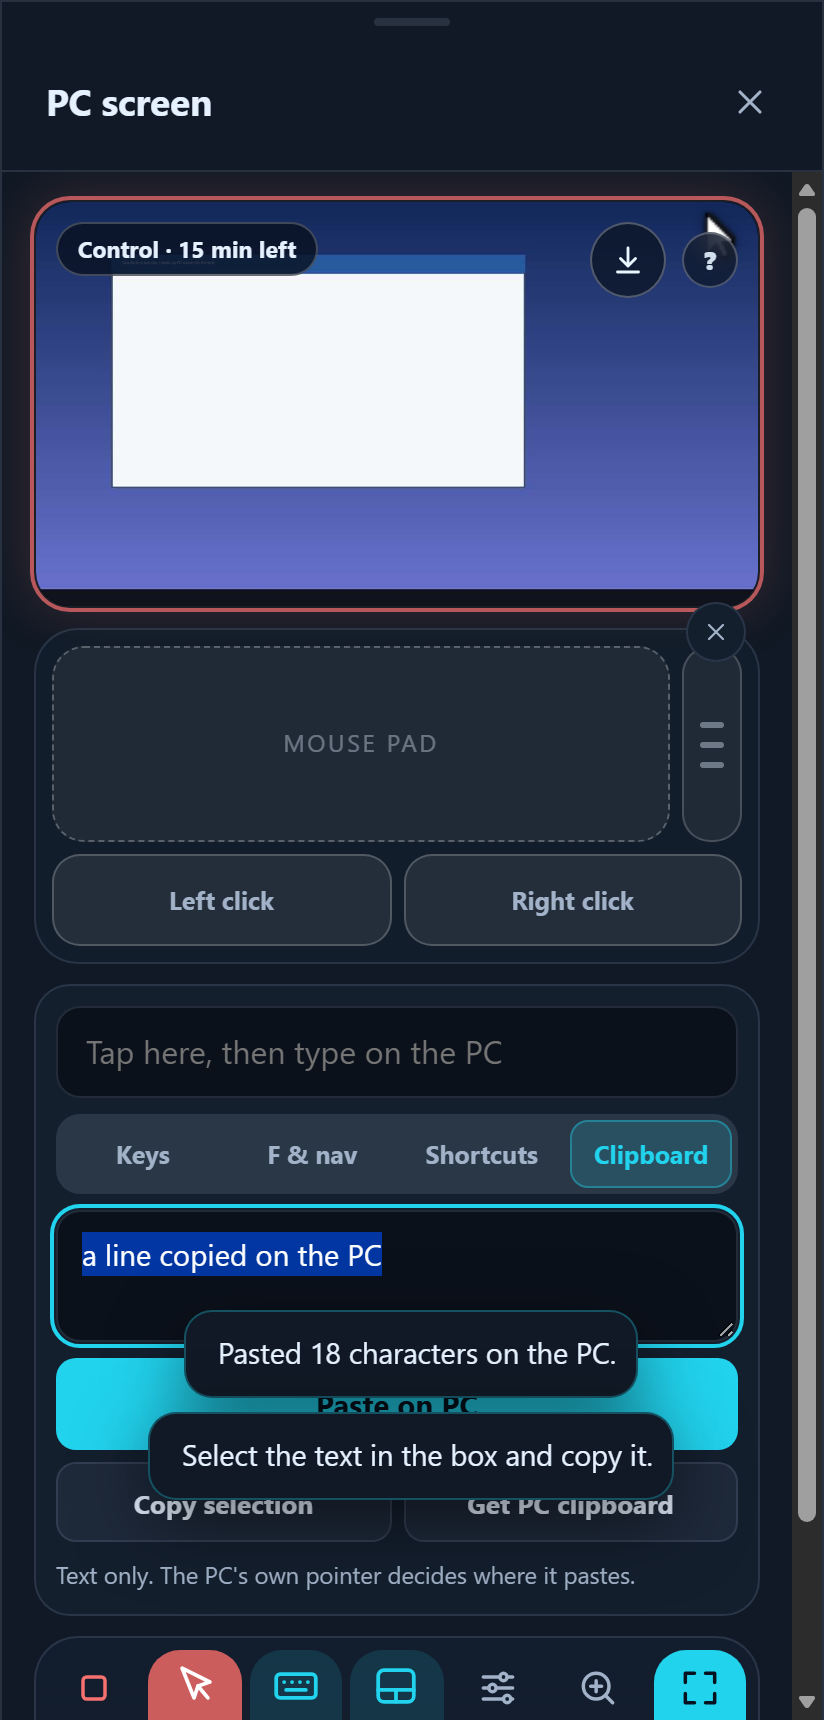 PC screen
Control · 15 min left
?
MOUSE PAD
Left click
Right click
Tap here, then type on the PC
Keys
F & nav
Shortcuts
Clipboard
a line copied on the PC
Pasted 18 characters on the PC.
Paste on PC
Select the text in the box and copy it.
Copy selection
Get PC clipboard
Text only. The PC's own pointer decides where it pastes.